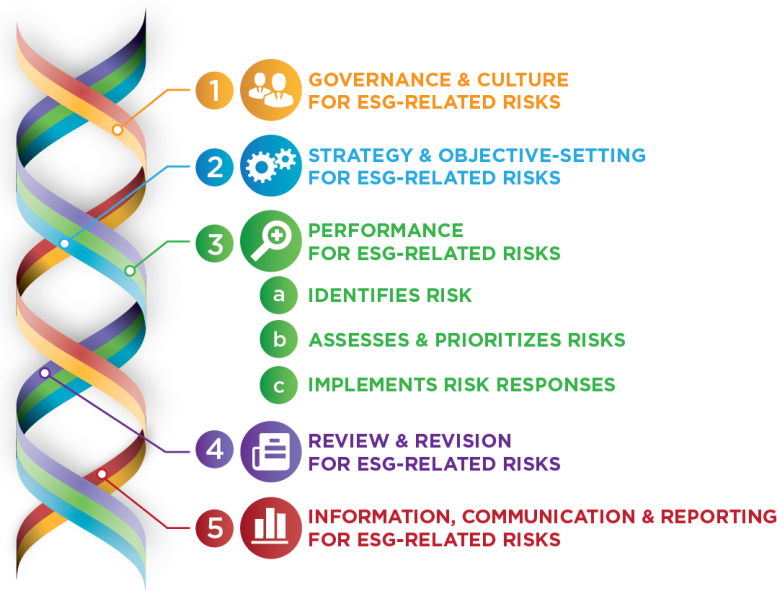 1 GOVERNANCE & CULTURE
FOR ESG-RELATED RISKS
2 STRATEGY & OBJECTIVE-SETTING
FOR ESG-RELATED RISKS
3 PERFORMANCE
FOR ESG-RELATED RISKS
a IDENTIFIES RISK
b ASSESSES & PRIORITIZES RISKS
c IMPLEMENTS RISK RESPONSES
4 REVIEW & REVISION
FOR ESG-RELATED RISKS
5 INFORMATION, COMMUNICATION & REPORTING
FOR ESG-RELATED RISKS